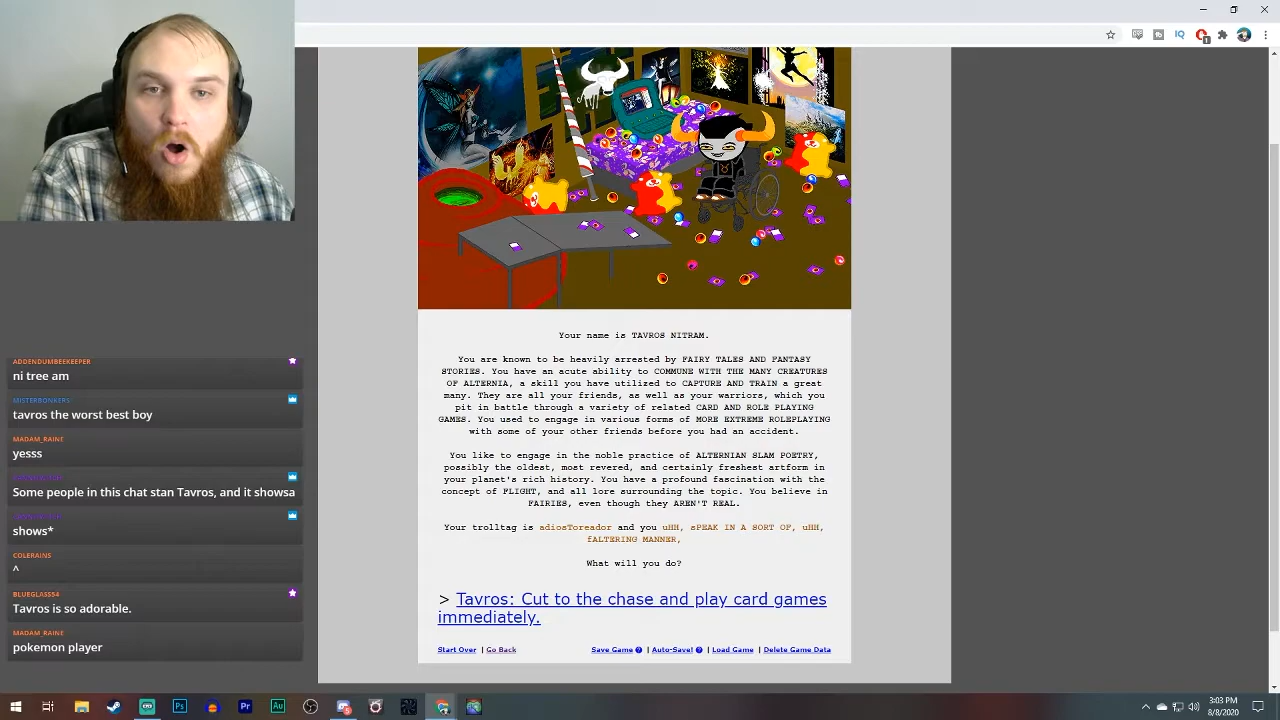 ADDENDUMBEEKEEPER
ni tree am
MISTERBONKERS
tavros the worst best boy
MADAM_RAINE
yesss
Some people in this chat stan Tavros, and it showsa
shows*
COLERAINS
^
BLUEGLASS54
Tavros is so adorable.
MADAM_RAINE
pokemon player
Your name is TAVROS NITRAM.
You are known to be heavily arrested by FAIRY TALES AND FANTASY
STORIES. You have an acute ability to COMMUNE WITH THE MANY CREATURES
OF ALTERNIA, a skill you have utilized to CAPTURE AND TRAIN a great
many. They are all your friends, as well as your warriors, which you
pit in battle through a variety of related CARD AND ROLE PLAYING
GAMES. You used to engage in various forms of MORE EXTREME ROLEPLAYING
with some of your other friends before you had an accident.
You like to engage in the noble practice of ALTERNIAN SLAM POETRY,
possibly the oldest, most revered, and certainly freshest artform in
your planet's rich history. You have a profound fascination with the
concept of FLIGHT, and all lore surrounding the topic. You believe in
FAIRIES, even though they AREN'T REAL.
Your trolltag is adiosToreador and you uHH, sPEAK IN A SORT OF, uHH,
fALTERING MANNER,
What will you do?
> Tavros: Cut to the chase and play card games
immediately.
Start Over | Go Back Save Game ? | Auto-Save! ? | Load Game | Delete Game Data
3:03 PM
8/8/2020